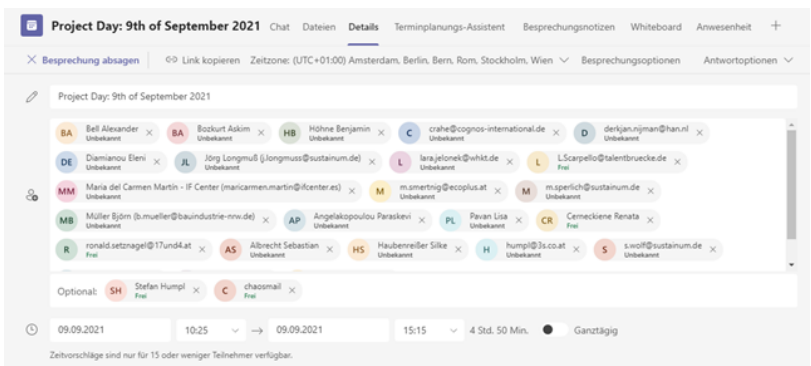 Project Day: 9th of September 2021 Chat Dateien Details Terminplanungs-Assistent Besprechungsnotizen Whiteboard Anwesenheit +
Besprechung absagen Link kopieren Zeitzone: (UTC+01:00) Amsterdam, Berlin, Bern, Rom, Stockholm, Wien Besprechungsoptionen Antwortoptionen
Project Day: 9th of September 2021
BA Bell Alexander × BA Bozkurt Askim × HB Höhne Benjamin × C crahe@cognos-international.de × D derkjan.nijman@han.nl ×
Unbekannt Unbekannt Unbekannt Unbekannt Unbekannt
DE Diamianou Eleni × JL Jörg Longmuß (j.longmuss@sustainum.de) × L lara.jelonek@whkt.de × L L.Scarpello@talentbruecke.de ×
Unbekannt Unbekannt Unbekannt Frei
MM Maria del Carmen Martín - IF Center (maricarmen.martin@ifcenter.es) × M m.smertnig@ecoplus.at × M m.sperlich@sustainum.de ×
Unbekannt Unbekannt Unbekannt
MB Müller Björn (b.mueller@bauindustrie-nrw.de) × AP Angelakopoulou Paraskevi × PL Pavan Lisa × CR Cerneckiene Renata ×
Unbekannt Unbekannt Unbekannt Frei
R ronald.setznagel@17und4.at × AS Albrecht Sebastian × HS Haubenreißer Silke × H humpl@3s.co.at × S s.wolf@sustainum.de ×
Frei Unbekannt Unbekannt Unbekannt Unbekannt
Optional: SH Stefan Humpl × C chaosmail ×
Frei Frei
09.09.2021 10:25 → 09.09.2021 15:15 4 Std. 50 Min. Ganztägig
Zeitvorschläge sind nur für 15 oder weniger Teilnehmer verfügbar.